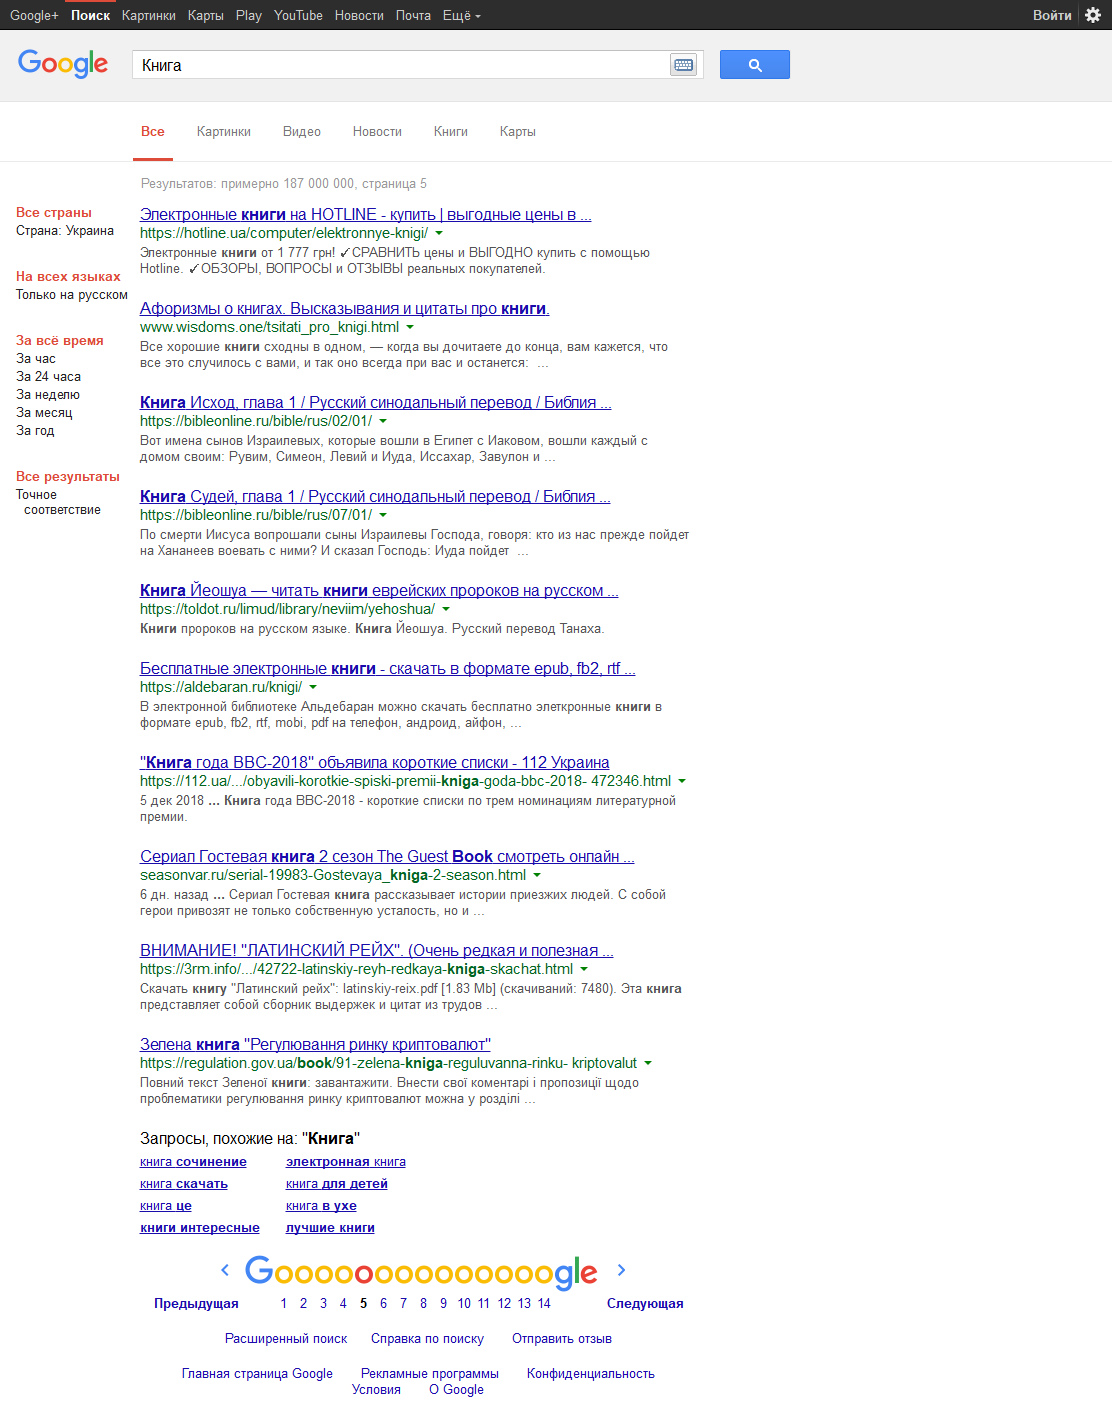 Google+ Поиск Картинки Карты Play YouTube Новости Почта Ещё Войти
Google Книга
Все Картинки Видео Новости Книги Карты
Результатов: примерно 187 000 000, страница 5
Все страны
Страна: Украина
На всех языках
Только на русском
За всё время
За час
За 24 часа
За неделю
За месяц
За год
Все результаты
Точное
соответствие
Электронные книги на HOTLINE - купить | выгодные цены в ...
https://hotline.ua/computer/elektronnye-knigi/
Электронные книги от 1 777 грн! ✓СРАВНИТЬ цены и ВЫГОДНО купить с помощью
Hotline. ✓ОБЗОРЫ, ВОПРОСЫ и ОТЗЫВЫ реальных покупателей.
Афоризмы о книгах. Высказывания и цитаты про книги.
www.wisdoms.one/tsitati_pro_knigi.html
Все хорошие книги сходны в одном, — когда вы дочитаете до конца, вам кажется, что
все это случилось с вами, и так оно всегда при вас и останется: ...
Книга Исход, глава 1 / Русский синодальный перевод / Библия ...
https://bibleonline.ru/bible/rus/02/01/
Вот имена сынов Израилевых, которые вошли в Египет с Иаковом, вошли каждый с
домом своим: Рувим, Симеон, Левий и Иуда, Иссахар, Завулон и ...
Книга Судей, глава 1 / Русский синодальный перевод / Библия ...
https://bibleonline.ru/bible/rus/07/01/
По смерти Иисуса вопрошали сыны Израилевы Господа, говоря: кто из нас прежде пойдет
на Хананеев воевать с ними? И сказал Господь: Иуда пойдет ...
Книга Йеошуа — читать книги еврейских пророков на русском ...
https://toldot.ru/limud/library/neviim/yehoshua/
Книги пророков на русском языке. Книга Йеошуа. Русский перевод Танаха.
Бесплатные электронные книги - скачать в формате epub, fb2, rtf ...
https://aldebaran.ru/knigi/
В электронной библиотеке Альдебаран можно скачать бесплатно элеткронные книги в
формате epub, fb2, rtf, mobi, pdf на телефон, андроид, айфон, ...
"Книга года BBC-2018" объявила короткие списки - 112 Украина
https://112.ua/.../obyavili-korotkie-spiski-premii-kniga-goda-bbc-2018- 472346.html
5 дек 2018 ... Книга года BBC-2018 - короткие списки по трем номинациям литературной
премии.
Сериал Гостевая книга 2 сезон The Guest Book смотреть онлайн ...
seasonvar.ru/serial-19983-Gostevaya_kniga-2-season.html
6 дн. назад ... Сериал Гостевая книга рассказывает истории приезжих людей. С собой
герои привозят не только собственную усталость, но и ...
ВНИМАНИЕ! "ЛАТИНСКИЙ РЕЙХ". (Очень редкая и полезная ...
https://3rm.info/.../42722-latinskiy-reyh-redkaya-kniga-skachat.html
Скачать книгу "Латинский рейх": latinskiy-reix.pdf [1.83 Mb] (cкачиваний: 7480). Эта книга
представляет собой сборник выдержек и цитат из трудов ...
Зелена книга "Регулювання ринку криптовалют"
https://regulation.gov.ua/book/91-zelena-kniga-reguluvanna-rinku- kriptovalut
Повний текст Зеленої книги: завантажити. Внести свої коментарі і пропозиції щодо
проблематики регулювання ринку криптовалют можна у розділі ...
Запросы, похожие на: "Книга"
книга сочинение электронная книга
книга скачать книга для детей
книга це книга в ухе
книги интересные лучшие книги
Goooooooooooooogle
Предыдущая 1 2 3 4 5 6 7 8 9 10 11 12 13 14 Следующая
Расширенный поиск Справка по поиску Отправить отзыв
Главная страница Google Рекламные программы Конфиденциальность
Условия О Google